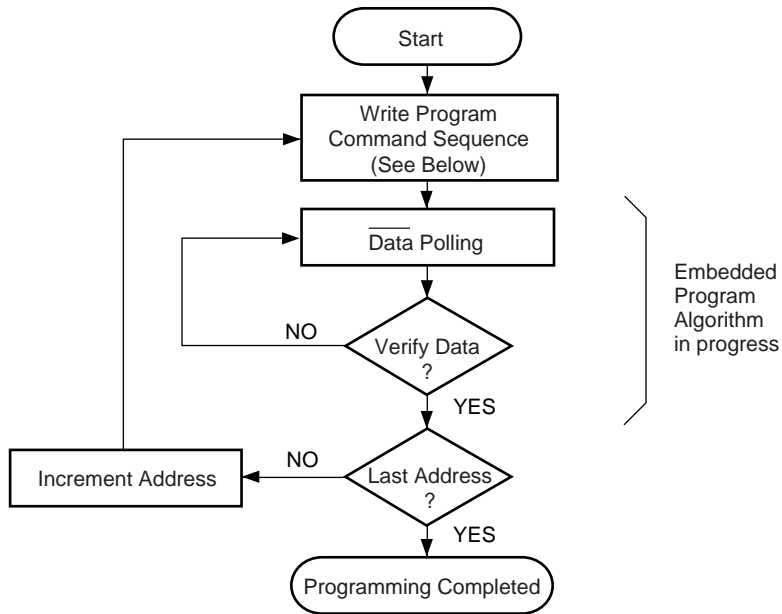 Start
Write Program
Command Sequence
(See Below)
Data Polling
Embedded
Program
Algorithm
in progress
NO
Verify Data
?
YES
Increment Address
NO
Last Address
?
YES
Programming Completed